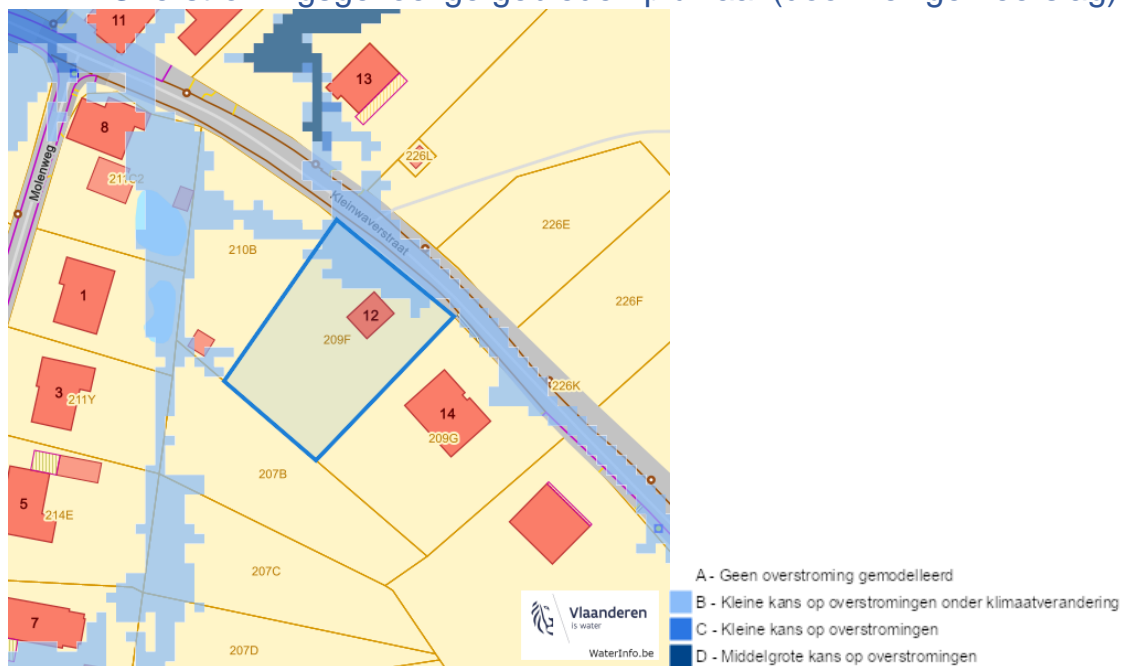 (door
11
13
8
226L
Molenweg
211C2
Kleinwaverstraat
226E
210B
1
226F
12
209F
226K
3
211Y
14
209G
207B
5
214E
207C
A - Geen overstroming gemodelleerd
B - Kleine kans op overstromingen onder klimaatverandering
Vlaanderen
is water
7
C - Kleine kans op overstromingen
207D
WaterInfo.be
D - Middelgrote kans op overstromingen